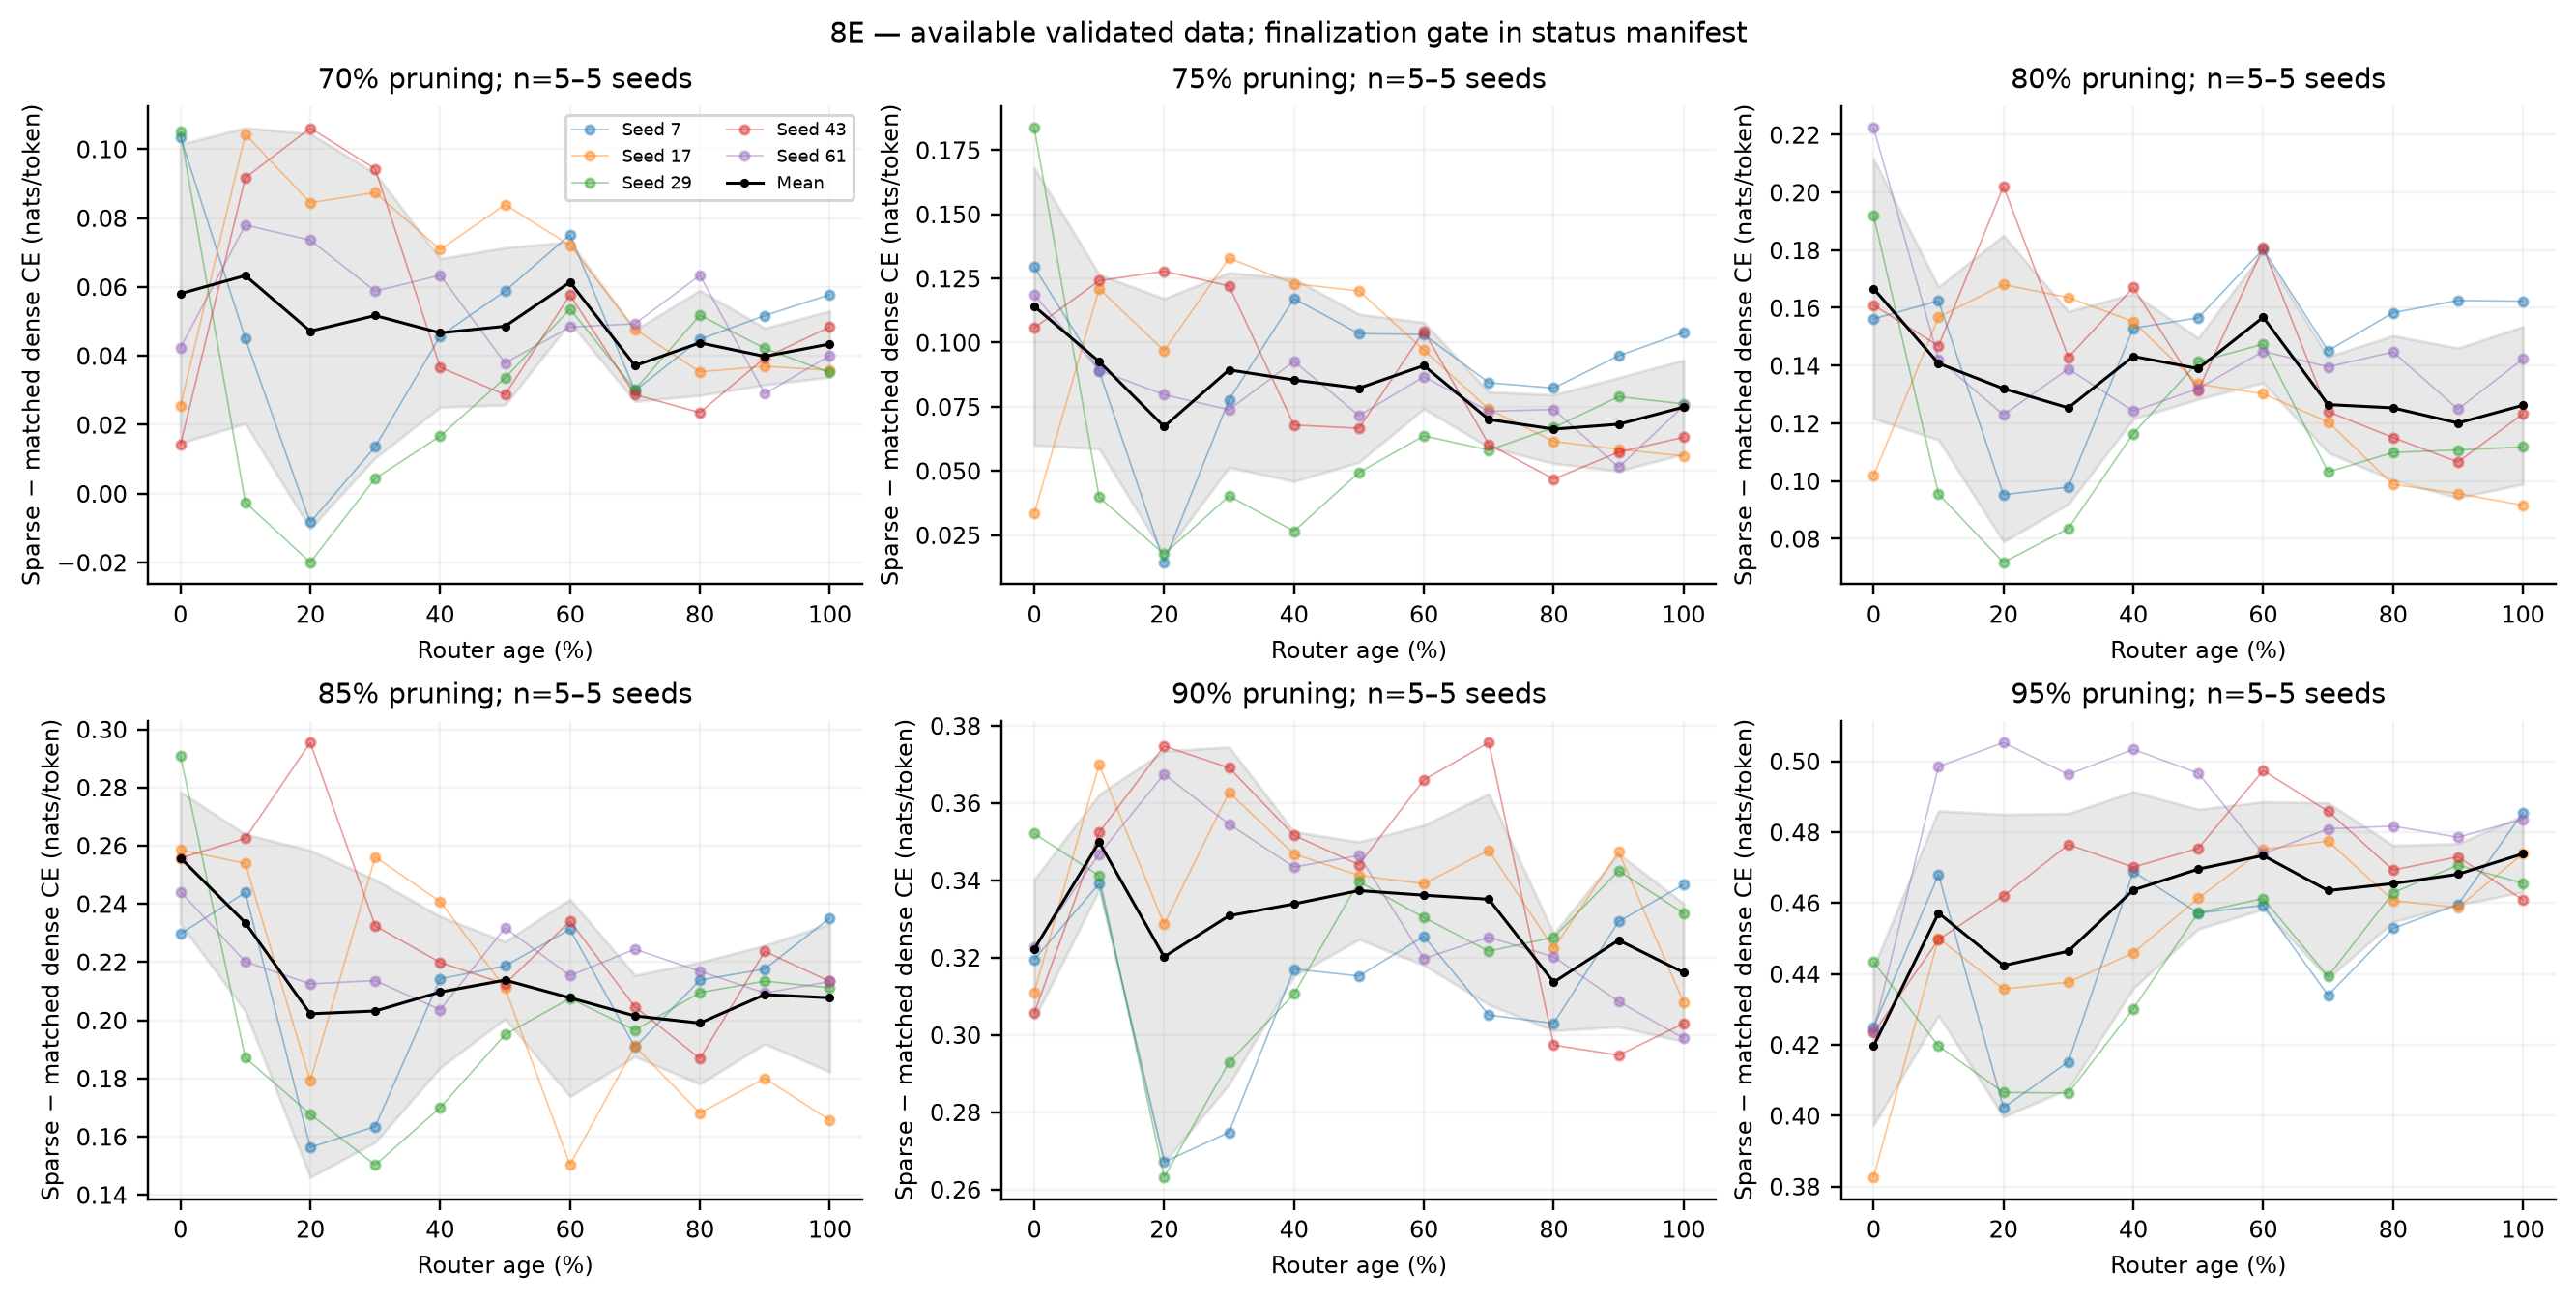 8E — available validated data; finalization gate in status manifest
70% pruning; n=5–5 seeds
Sparse − matched dense CE (nats/token)
0.10
0.08
0.06
0.04
0.02
0.00
−0.02
Seed 7
Seed 17
Seed 29
Seed 43
Seed 61
Mean
0 20 40 60 80 100
Router age (%)
75% pruning; n=5–5 seeds
Sparse − matched dense CE (nats/token)
0.175
0.150
0.125
0.100
0.075
0.050
0.025
0 20 40 60 80 100
Router age (%)
80% pruning; n=5–5 seeds
Sparse − matched dense CE (nats/token)
0.22
0.20
0.18
0.16
0.14
0.12
0.10
0.08
0 20 40 60 80 100
Router age (%)
85% pruning; n=5–5 seeds
Sparse − matched dense CE (nats/token)
0.30
0.28
0.26
0.24
0.22
0.20
0.18
0.16
0.14
0 20 40 60 80 100
Router age (%)
90% pruning; n=5–5 seeds
Sparse − matched dense CE (nats/token)
0.38
0.36
0.34
0.32
0.30
0.28
0.26
0 20 40 60 80 100
Router age (%)
95% pruning; n=5–5 seeds
Sparse − matched dense CE (nats/token)
0.50
0.48
0.46
0.44
0.42
0.40
0.38
0 20 40 60 80 100
Router age (%)